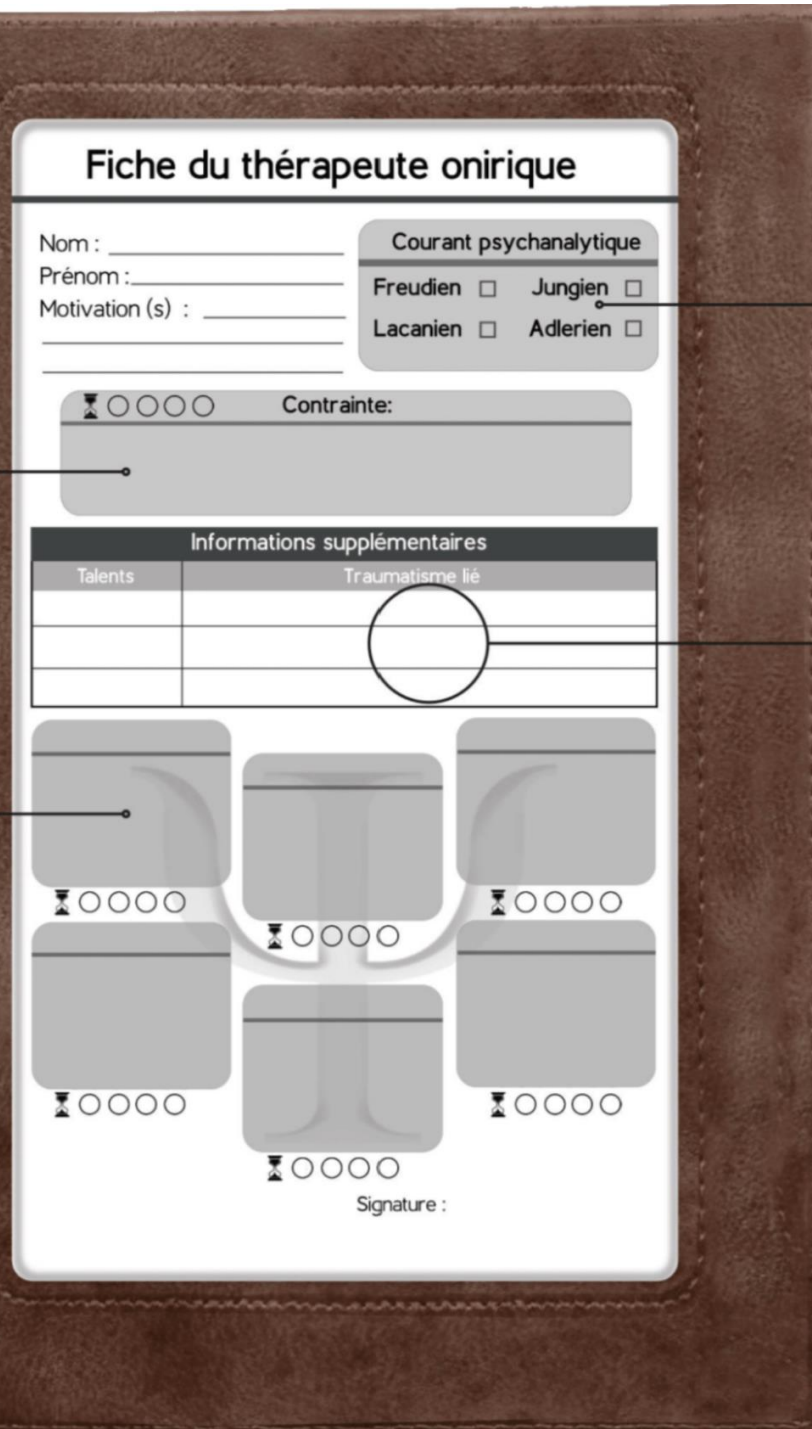 Fiche du thérapeute onirique
Nom :
Prénom :
Motivation (s) :
Courant psychanalytique
Freudien □ Jungien □
Lacanien □ Adlerien □
Contrainte:
Informations supplémentaires
Talents Traumatisme lié
Signature :